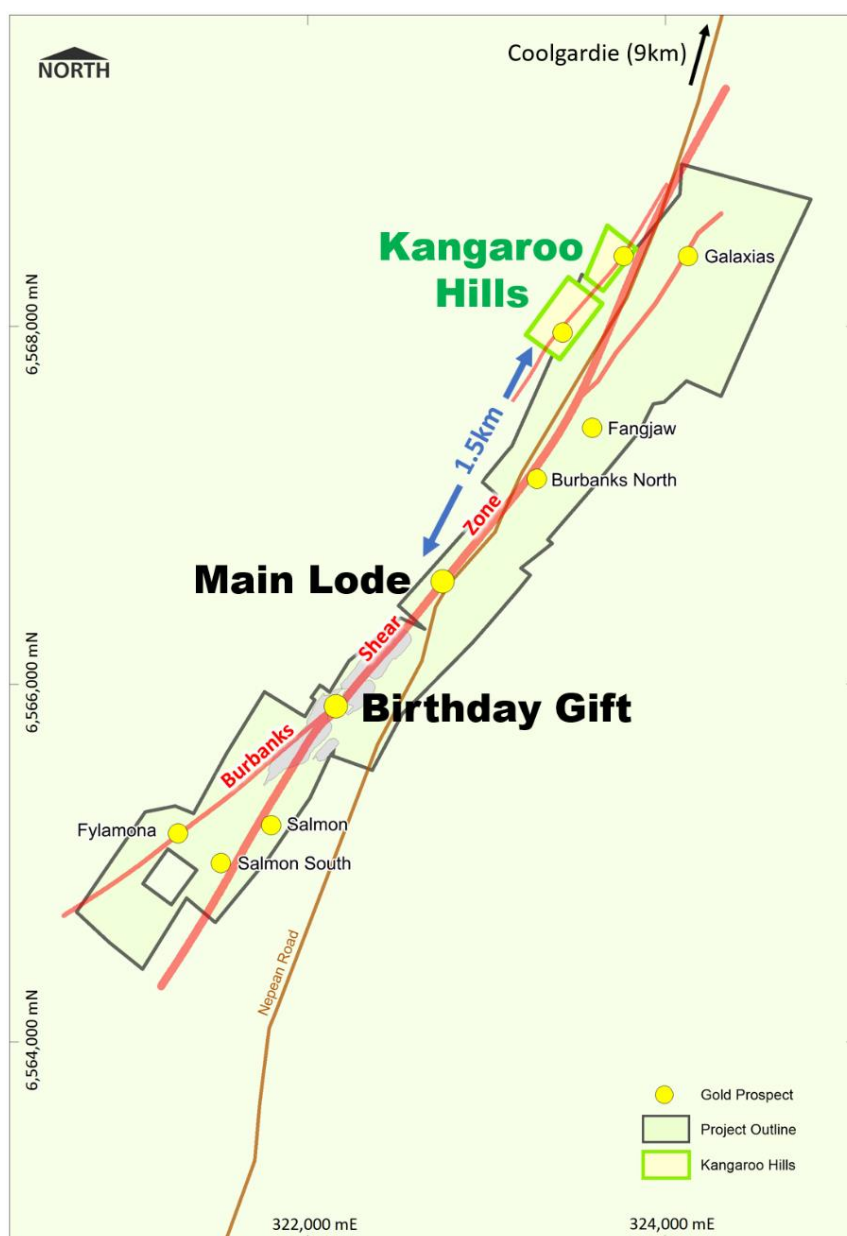 Coolgardie (9km)
NORTH
Kangaroo
Hills
Galaxias
6,568,000 mN
1.5km
Fangjaw
Burbanks North
Zone
Main Lode
Shear
6,566,000 mN
Birthday Gift
Burbanks
Fylamona
Salmon
Salmon South
Nepean Road
6,564,000 mN
Gold Prospect
Project Outline
Kangaroo Hills
322,000 mE
324,000 mE